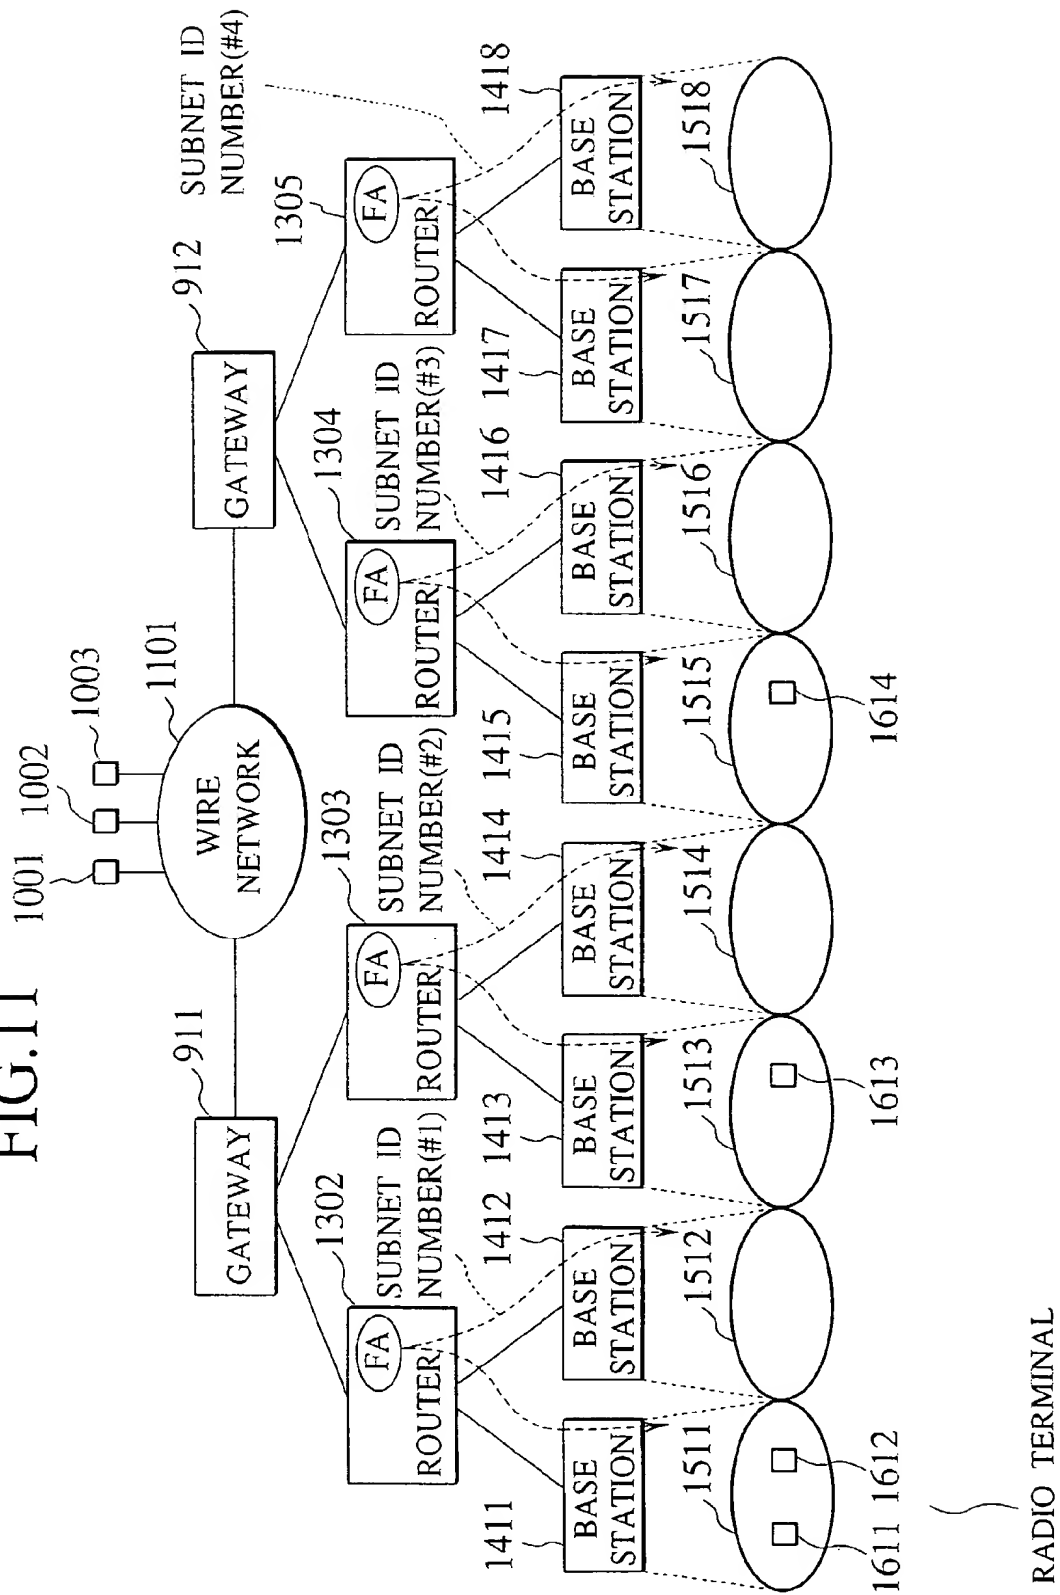 FIG.11
1001
1002
1003
1101
WIRE
NETWORK
911
GATEWAY
912
GATEWAY
1302
FA
ROUTER
SUBNET ID
NUMBER(#1)
1303
FA
ROUTER
SUBNET ID
NUMBER(#2)
1304
FA
ROUTER
SUBNET ID
NUMBER(#3)
1305
FA
ROUTER
SUBNET ID
NUMBER(#4)
1411
BASE
STATION
1412
BASE
STATION
1413
BASE
STATION
1414
BASE
STATION
1415
BASE
STATION
1416
BASE
STATION
1417
BASE
STATION
1418
BASE
STATION
1511
1512
1513
1514
1515
1516
1517
1518
1611
1612
1613
1614
RADIO TERMINAL